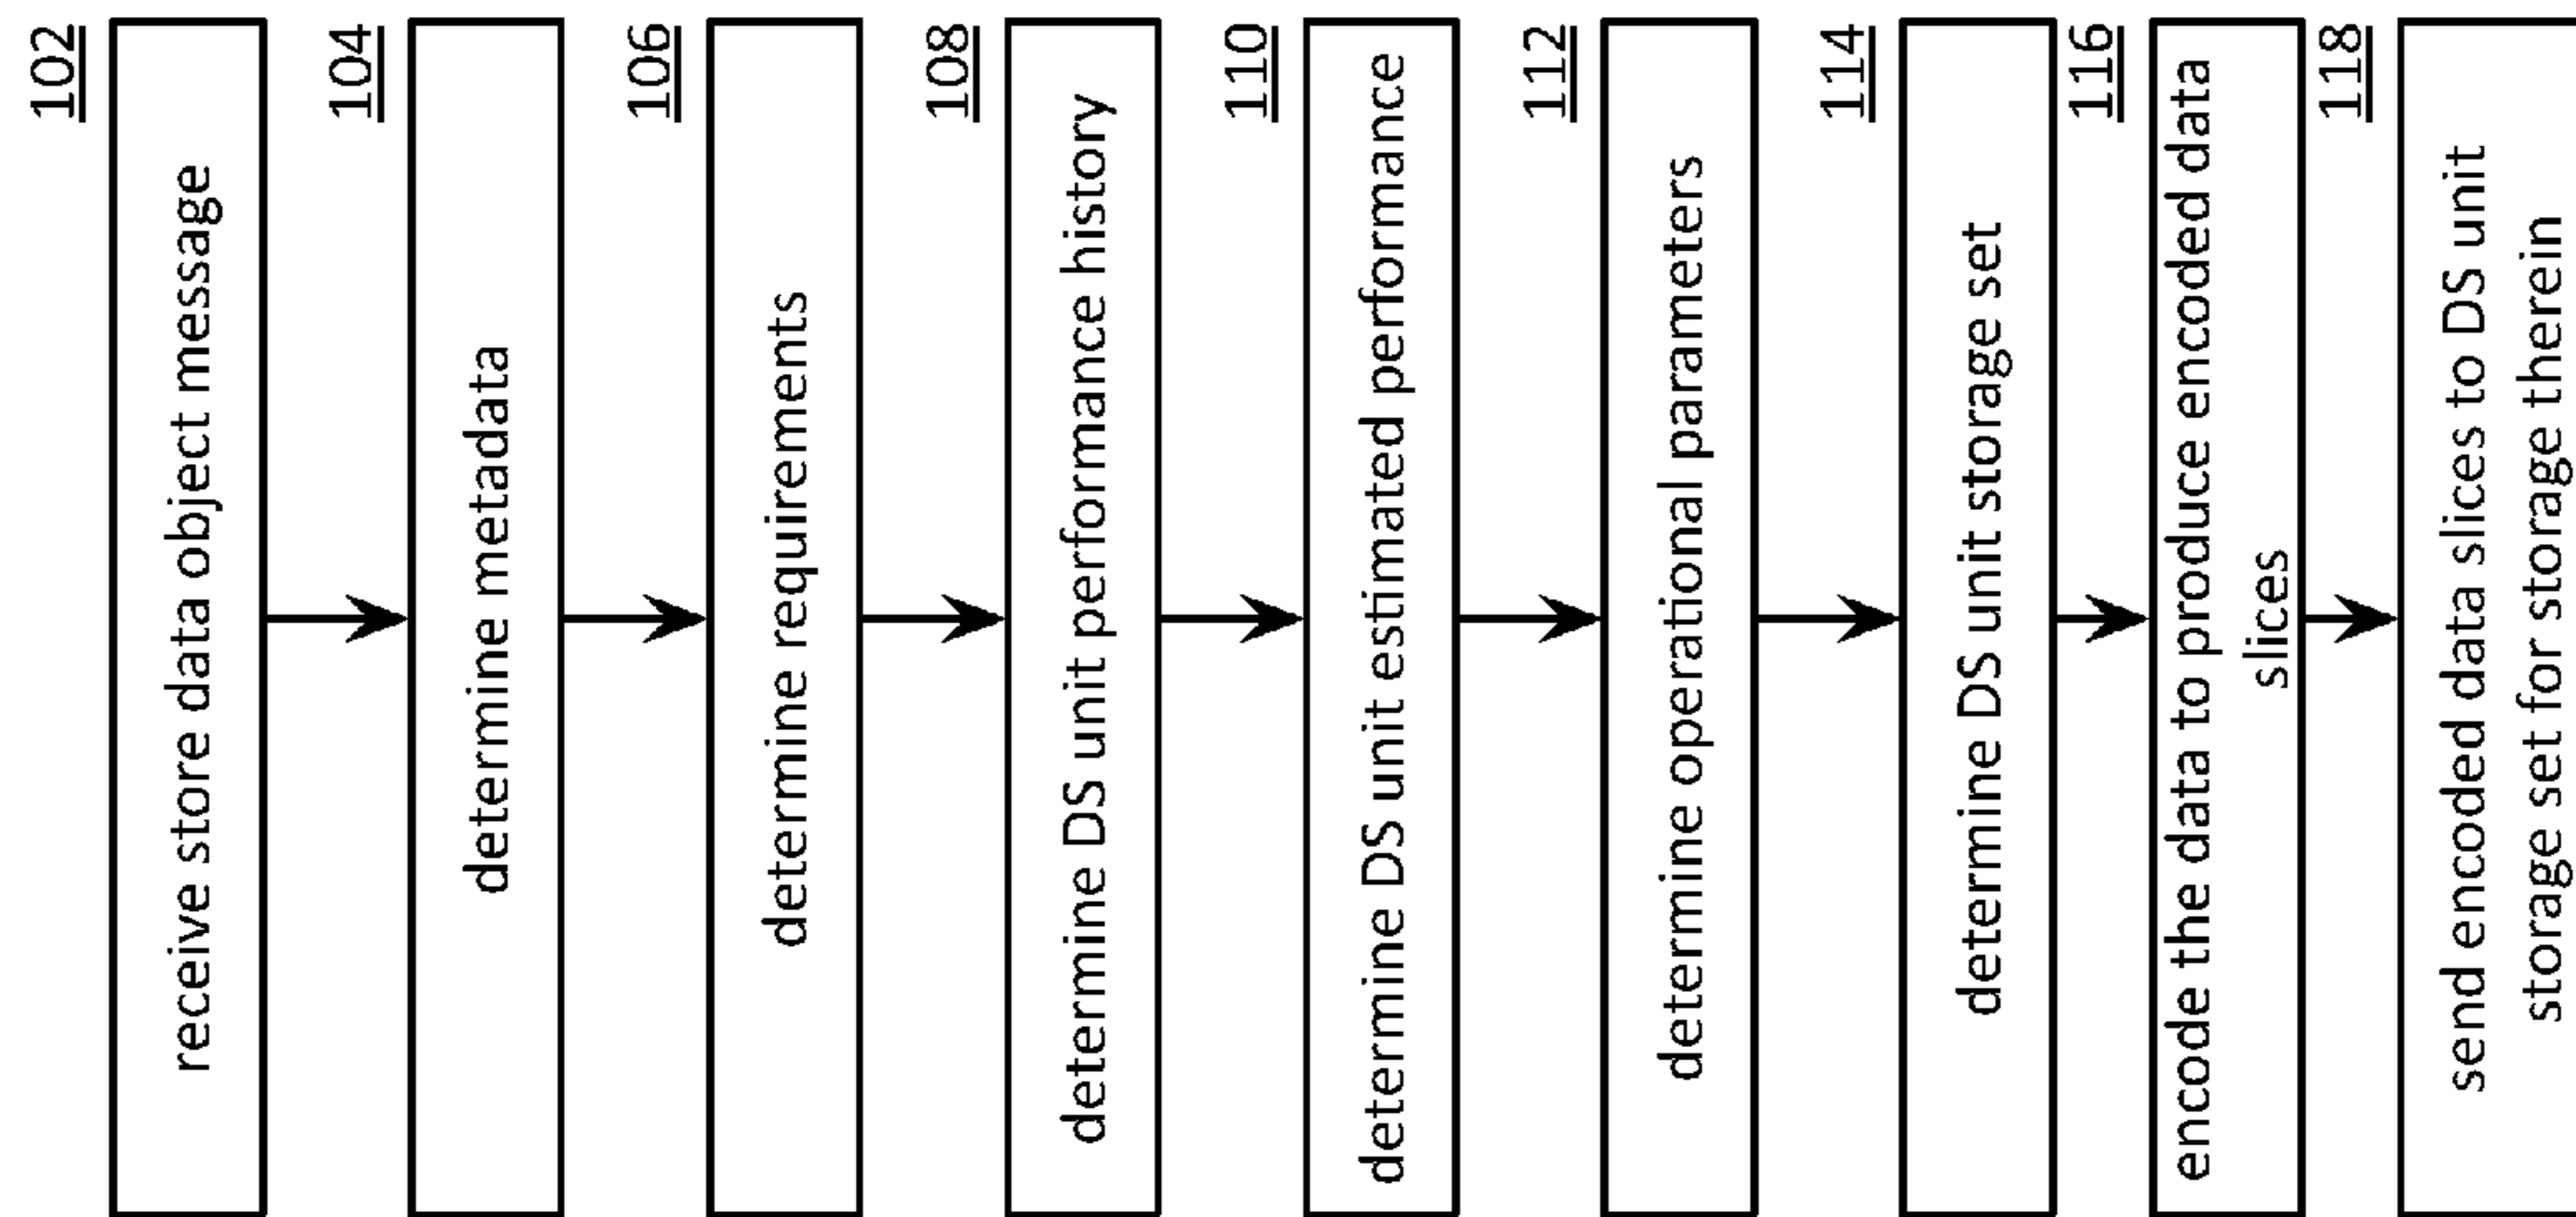 102
receive store data object message
104
determine metadata
106
determine requirements
108
determine DS unit performance history
110
determine DS unit estimated performance
112
determine operational parameters
114
determine DS unit storage set
116
encode the data to produce encoded data
slices
118
send encoded data slices to DS unit
storage set for storage therein